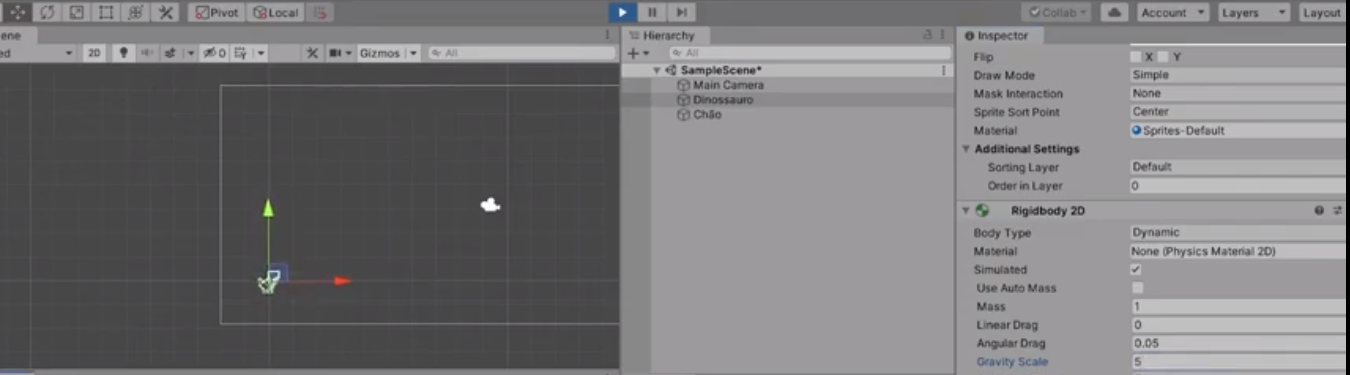 Pivot Local Collab Account Layers Layout
ene Hierarchy Inspector
ed 2D 0 Gizmos All All
SampleScene*
Main Camera
Dinossauro
Chão
Flip X Y
Draw Mode Simple
Mask Interaction None
Sprite Sort Point Center
Material Sprites-Default
Additional Settings
Sorting Layer Default
Order in Layer 0
Rigidbody 2D
Body Type Dynamic
Material None (Physics Material 2D)
Simulated
Use Auto Mass
Mass 1
Linear Drag 0
Angular Drag 0.05
Gravity Scale 5